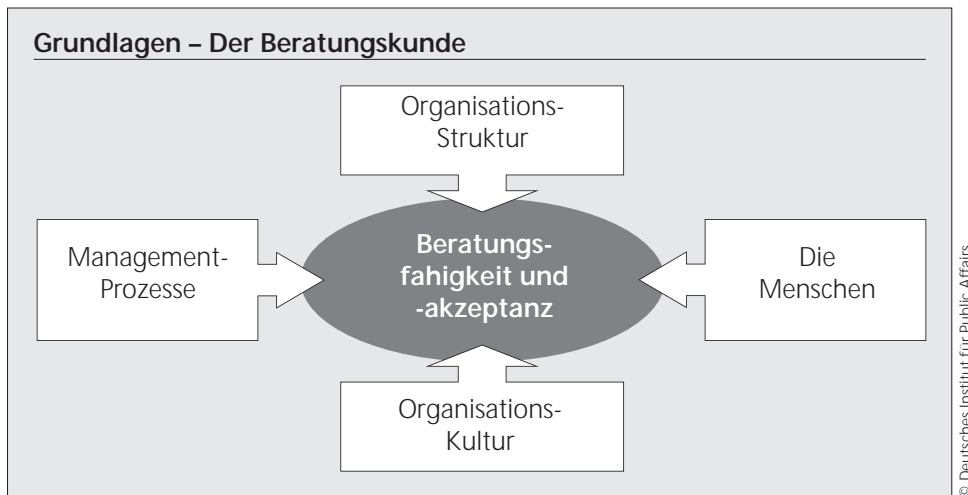 Grundlagen – Der Beratungskunde
Organisations-
Struktur
Management-
Prozesse
Beratungs-
fahigkeit und
-akzeptanz
Die
Menschen
Organisations-
Kultur
© Deutsches Institut für Public Affairs